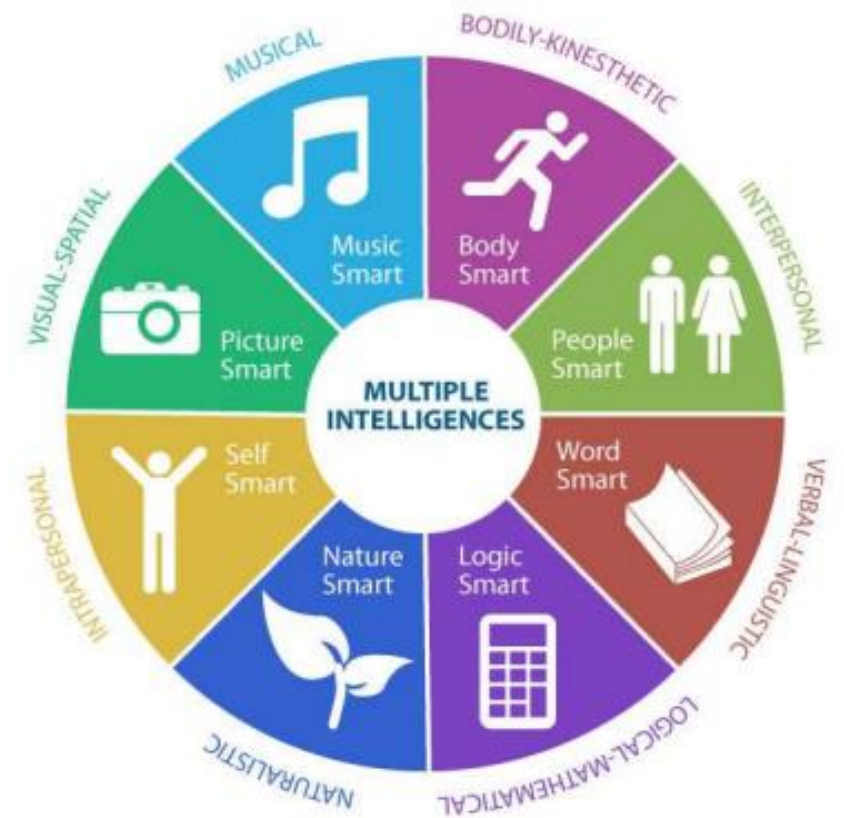 MUSICAL
BODILY-KINESTHETIC
INTERPERSONAL
VERBAL-LINGUISTIC
LOGICAL-MATHEMATICAL
NATURALISTIC
INTRAPERSONAL
VISUAL-SPATIAL
Music
Smart
Body
Smart
People
Smart
Word
Smart
Logic
Smart
Nature
Smart
Self
Smart
Picture
Smart
MULTIPLE
INTELLIGENCES